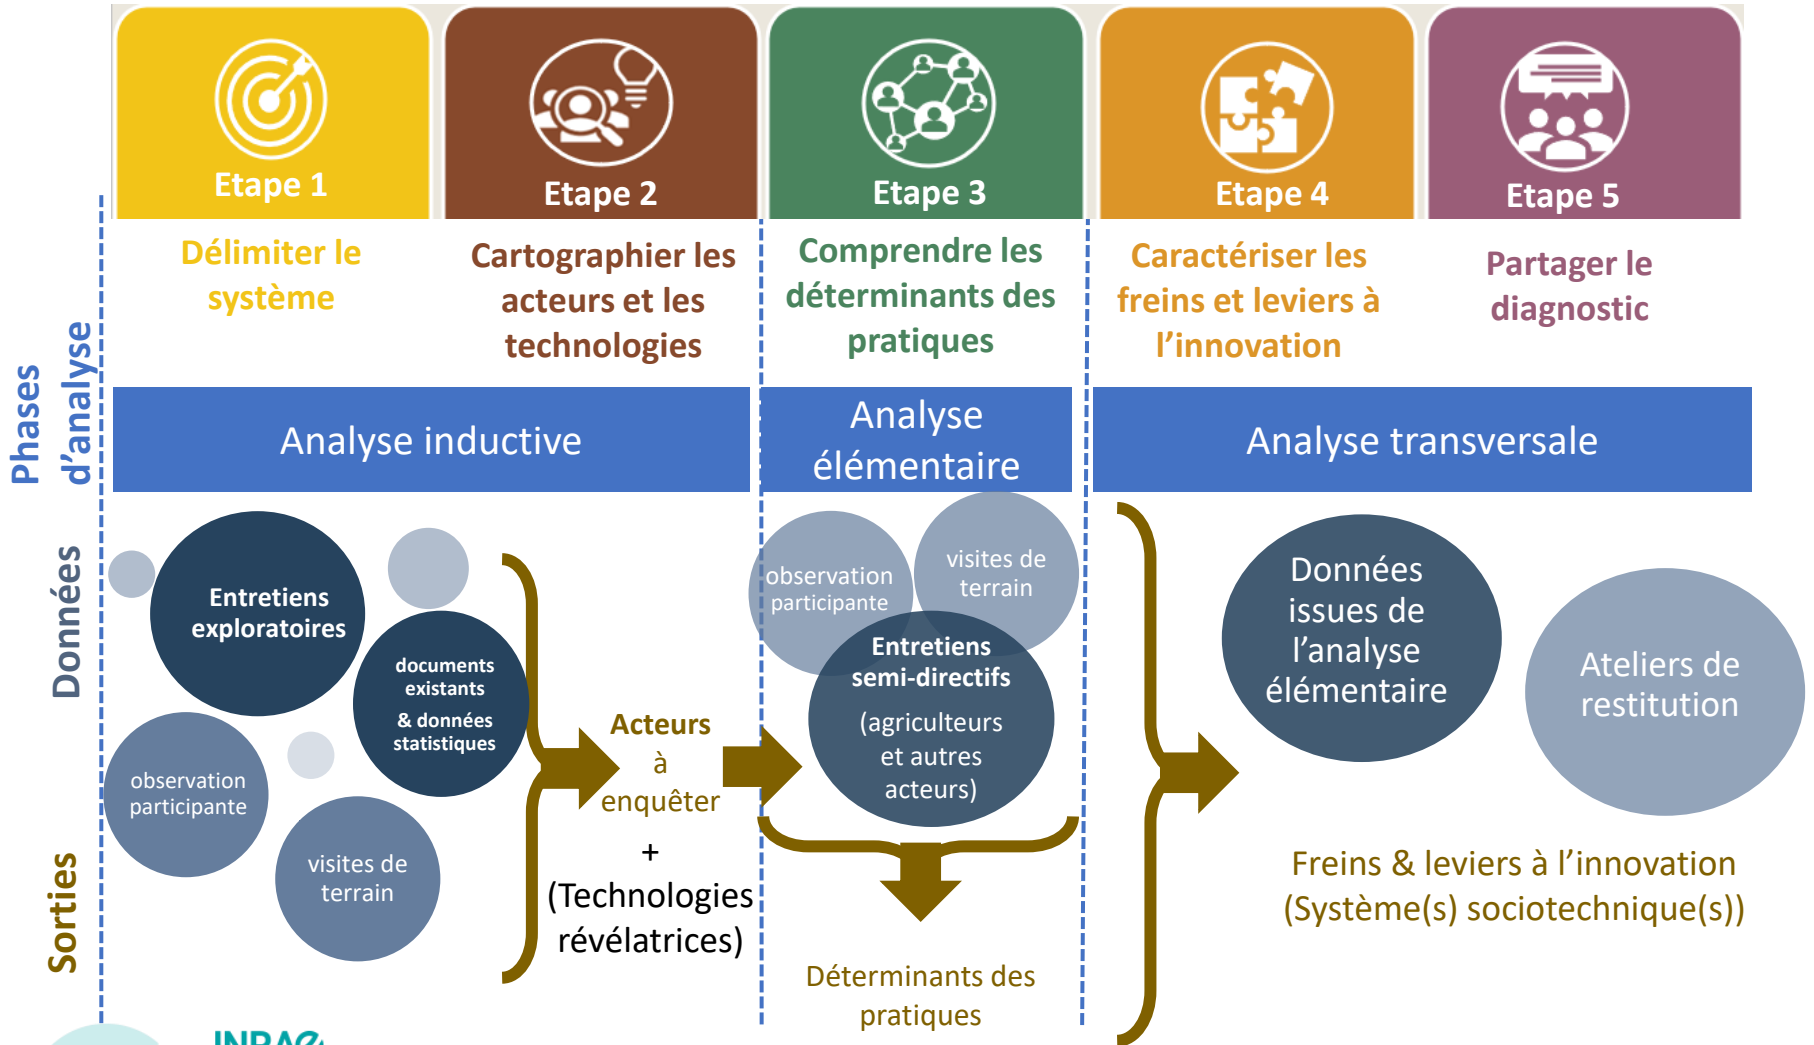 Etape 1
Etape 2
Etape 3
Etape 4
Etape 5
Délimiter le
système
Cartographier les
acteurs et les
technologies
Comprendre les
déterminants des
pratiques
Caractériser les
freins et leviers à
l’innovation
Partager le
diagnostic
Phases
d’analyse
Analyse inductive
Analyse
élémentaire
Analyse transversale
Données
Entretiens
exploratoires
documents
existants
& données
statistiques
observation
participante
visites de
terrain
Acteurs
à
enquêter
+
(Technologies
révélatrices)
observation
participante
visites de
terrain
Entretiens
semi-directifs
(agriculteurs
et autres
acteurs)
Données
issues de
l’analyse
élémentaire
Ateliers de
restitution
Sorties
Déterminants des
pratiques
Freins & leviers à l’innovation
(Système(s) sociotechnique(s))
INRAE